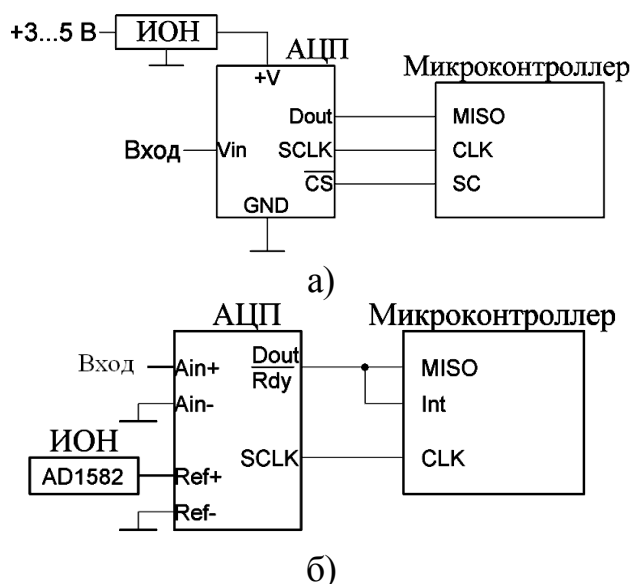 +3...5 В
ИОН
АЦП
Микроконтроллер
+V
Dout
MISO
Вход
Vin
SCLK
CLK
CS
SC
GND
а)
АЦП
Микроконтроллер
Вход
Ain+
Dout
Rdy
MISO
Ain-
Int
ИОН
AD1582
Ref+
SCLK
CLK
Ref-
б)